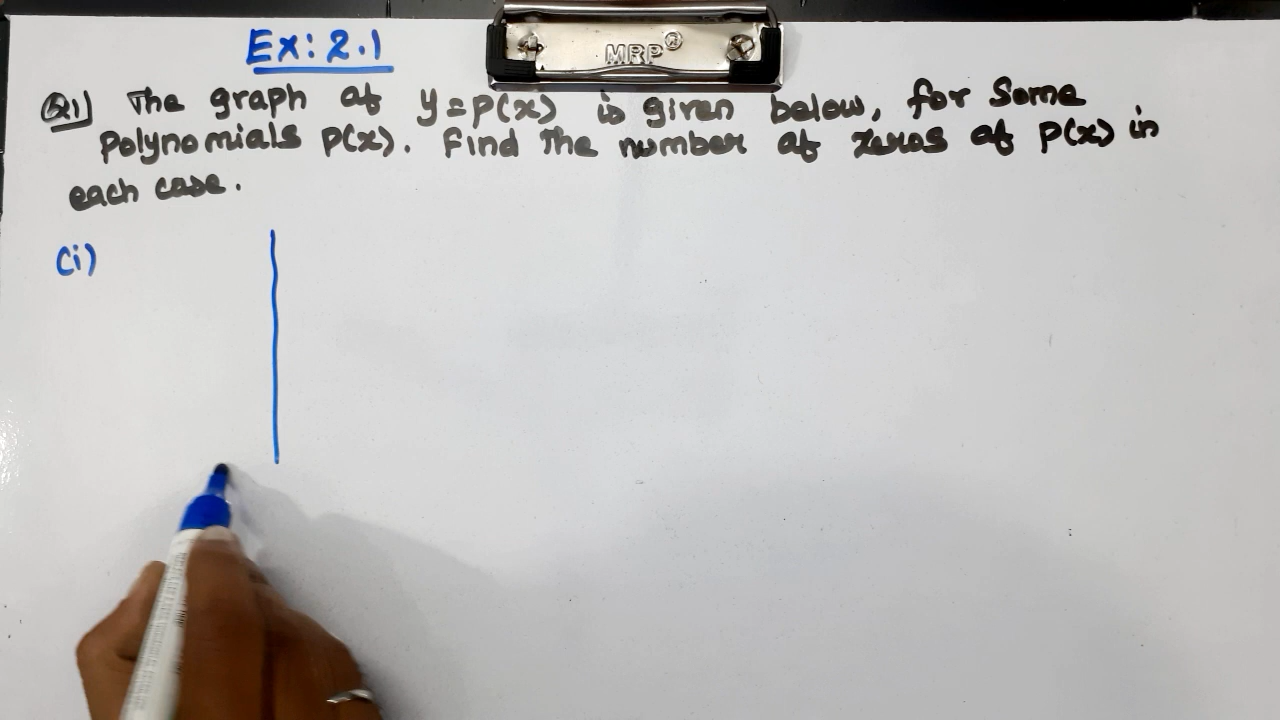 MRP®
Ex: 2.1
Q1) The graph of y=p(x) is given below, for some
Polynomials p(x). Find the number of zeros of p(x) in
each case.
(i)